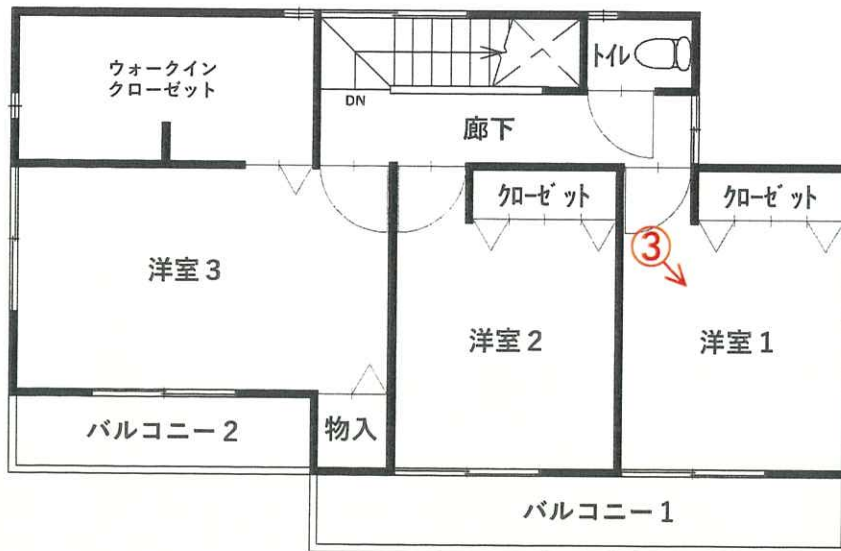 ウォークイン
クローゼット
DN
トイレ
廊下
クローゼット
クローゼット
③
洋室3
洋室2
洋室1
バルコニー2
物入
バルコニー1